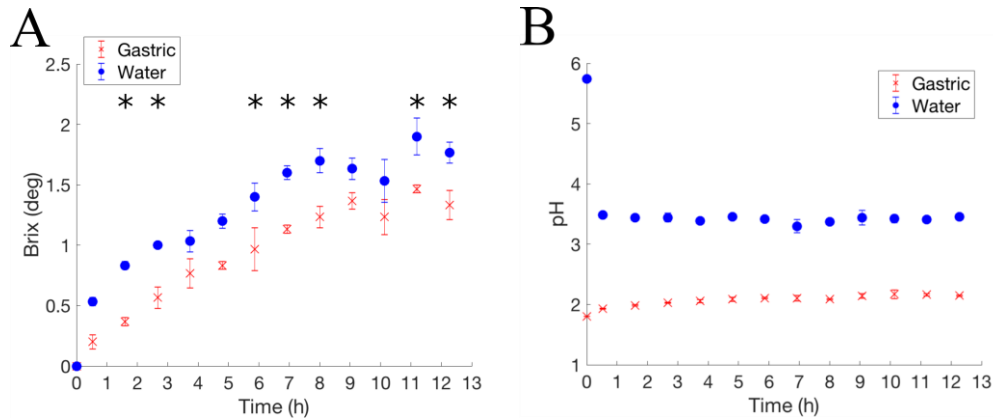 A
Gastric
Water
2.5
2
1.5
1
0.5
0
Brix (deg)
* * * * * * *
0 1 2 3 4 5 6 7 8 9 10 11 12 13
Time (h)
B
Gastric
Water
6
5
4
3
2
1
pH
0 1 2 3 4 5 6 7 8 9 10 11 12 13
Time (h)